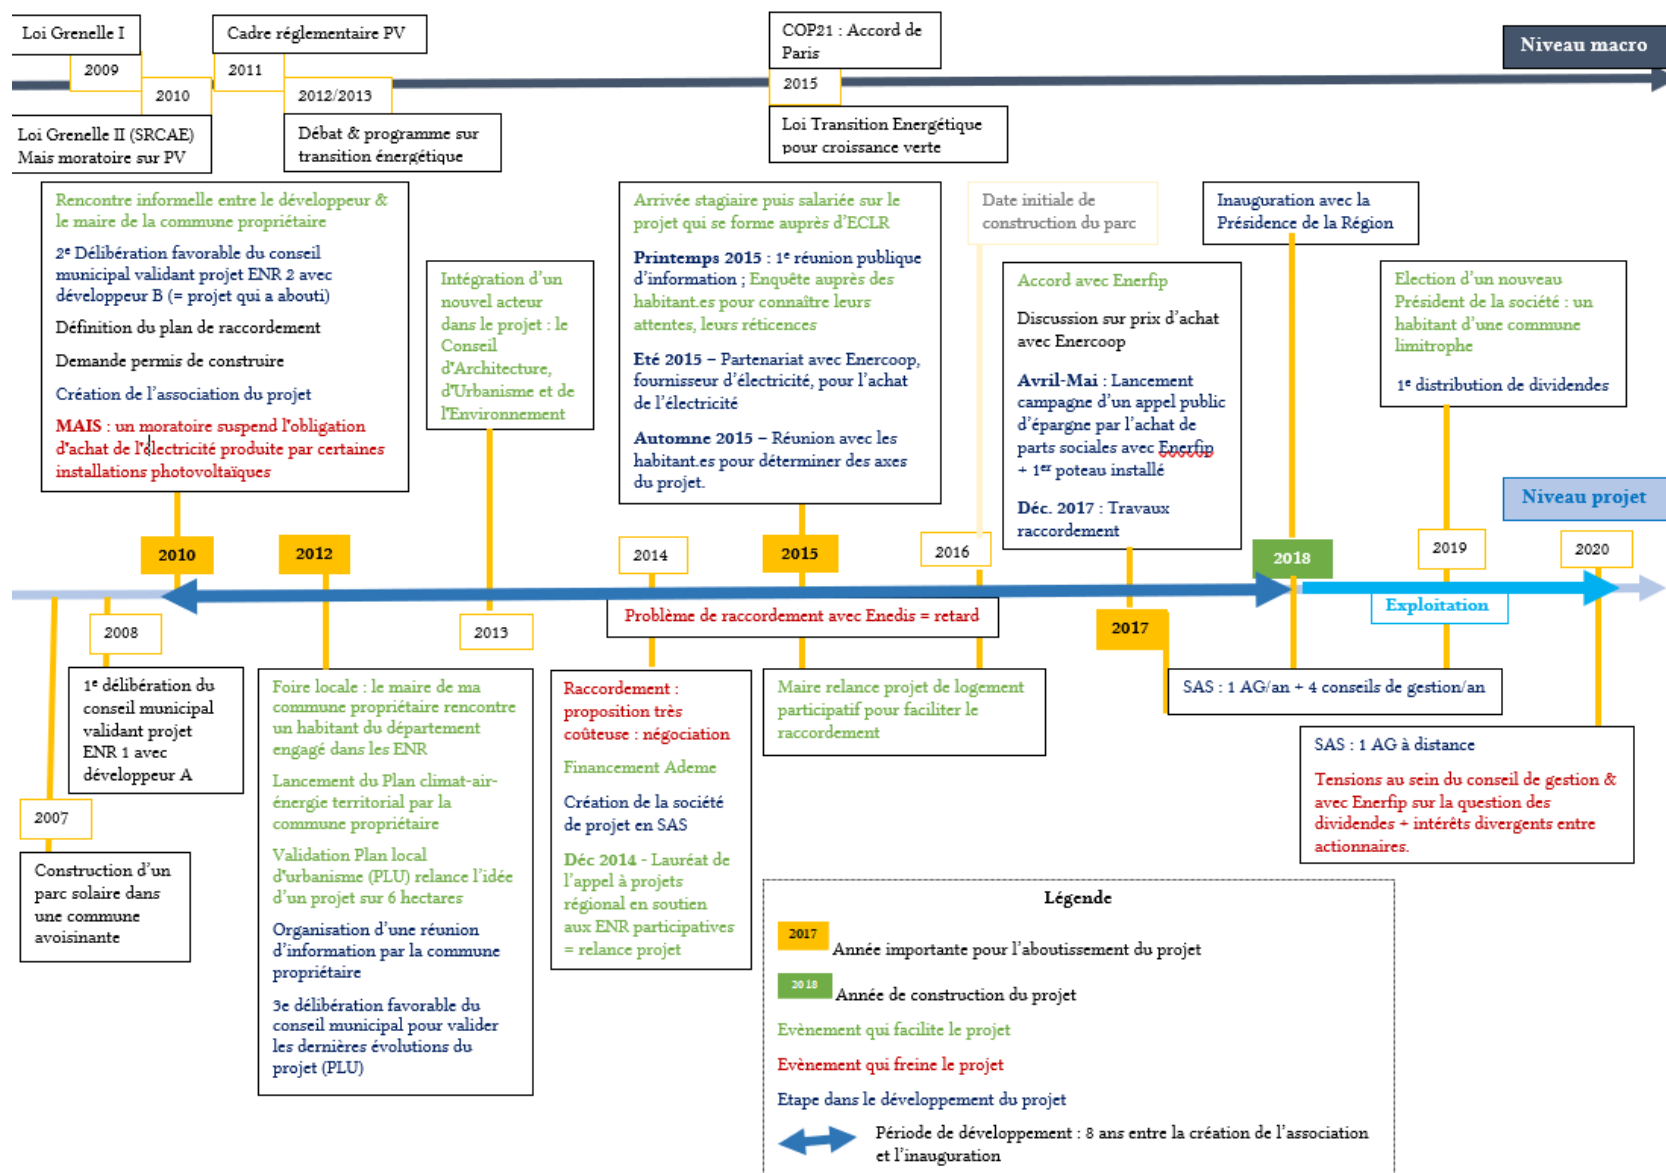 Loi Grenelle I
Cadre réglementaire PV
COP21 : Accord de
Paris
Niveau macro
2009
2011
2015
2010
2012/2013
Loi Grenelle II (SRCAE)
Mais moratoire sur PV
Débat & programme sur
transition énergétique
Loi Transition Energétique
pour croissance verte
Rencontre informelle entre le développeur &
le maire de la commune propriétaire
2e Délibération favorable du conseil
municipal validant projet ENR 2 avec
développeur B (= projet qui a abouti)
Définition du plan de raccordement
Demande permis de construire
Création de l'association du projet
MAIS : un moratoire suspend l'obligation
d'achat de l'électricité produite par certaines
installations photovoltaïques
Intégration d'un
nouvel acteur
dans le projet : le
Conseil
d'Architecture,
d'Urbanisme et de
l'Environnement
Arrivée stagiaire puis salariée sur le
projet qui se forme auprès d'ECLR
Printemps 2015 : 1e réunion publique
d'information ; Enquête auprès des
habitant.es pour connaître leurs
attentes, leurs réticences
Eté 2015 – Partenariat avec Enercoop,
fournisseur d'électricité, pour l'achat
de l'électricité
Automne 2015 – Réunion avec les
habitant.es pour déterminer des axes
du projet.
Date initiale de
construction du parc
Accord avec Enerfip
Discussion sur prix d'achat
avec Enercoop
Avril-Mai : Lancement
campagne d'un appel public
d'épargne par l'achat de
parts sociales avec Enerfip
+ 1er poteau installé
Déc. 2017 : Travaux
raccordement
Inauguration avec la
Présidence de la Région
Election d'un nouveau
Président de la société : un
habitant d'une commune
limitrophe
1e distribution de dividendes
Niveau projet
2010
2012
2014
2015
2016
2018
2019
2020
Exploitation
2008
2013
Problème de raccordement avec Enedis = retard
2017
1e délibération du
conseil municipal
validant projet
ENR 1 avec
développeur A
2007
Construction d'un
parc solaire dans
une commune
avoisinante
Foire locale : le maire de ma
commune propriétaire rencontre
un habitant du département
engagé dans les ENR
Lancement du Plan climat-air-
énergie territorial par la
commune propriétaire
Validation Plan local
d'urbanisme (PLU) relance l'idée
d'un projet sur 6 hectares
Organisation d'une réunion
d'information par la commune
propriétaire
3e délibération favorable du
conseil municipal pour valider
les dernières évolutions du
projet (PLU)
Raccordement :
proposition très
coûteuse : négociation
Financement Ademe
Création de la société
de projet en SAS
Déc 2014 - Lauréat de
l'appel à projets
régional en soutien
aux ENR participatives
= relance projet
Maire relance projet de logement
participatif pour faciliter le
raccordement
SAS : 1 AG/an + 4 conseils de gestion/an
SAS : 1 AG à distance
Tensions au sein du conseil de gestion &
avec Enerfip sur la question des
dividendes + intérêts divergents entre
actionnaires.
Légende
2017 Année importante pour l'aboutissement du projet
2018 Année de construction du projet
Evènement qui facilite le projet
Evènement qui freine le projet
Etape dans le développement du projet
Période de développement : 8 ans entre la création de l'association
et l'inauguration